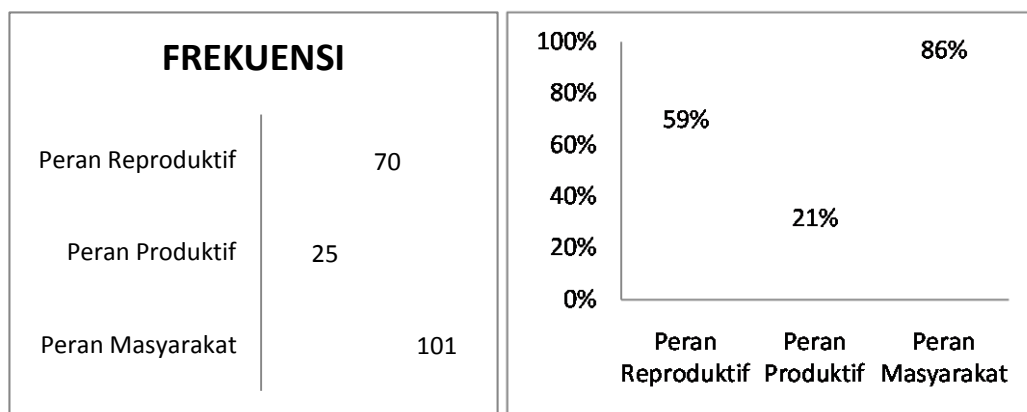 FREKUENSI
Peran Reproduktif 70
Peran Produktif 25
Peran Masyarakat 101
100%
80%
60%
40%
20%
0%
59%
21%
86%
Peran Reproduktif
Peran Produktif
Peran Masyarakat